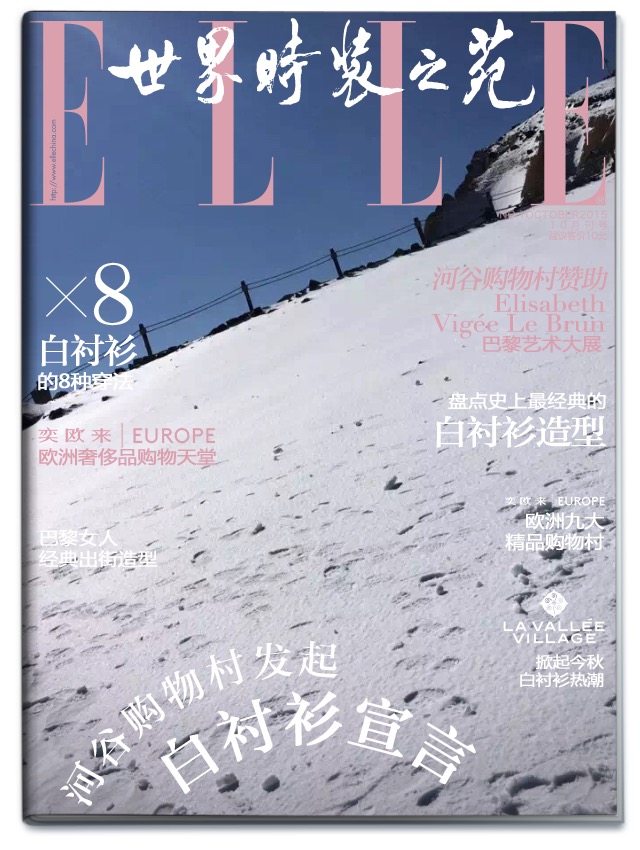 ELLE
世界時裝之苑
http://www.ellechina.com
OCTOBER2015
×8
白衬衫
的8种穿法
河谷购物村赞助
Elisabeth
Vigée Le Brun
巴黎艺术大展
盘点史上最经典的
白衬衫造型
奕欧来 | EUROPE
欧洲奢侈品购物天堂
奕欧来 | EUROPE
欧洲九大
精品购物村
巴黎女人
经典出街造型
LA VALLÉE
VILLAGE
掀起今秋
白衬衫热潮
河谷购物村发起
白衬衫宣言